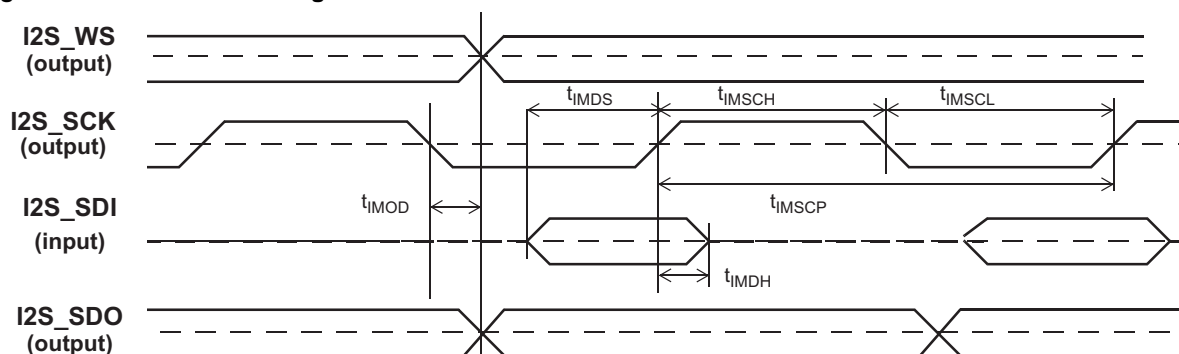 I2S_WS
(output)
tIMDS
tIMSCH
tIMSCL
I2S_SCK
(output)
I2S_SDI
(input)
tIMOD
tIMSCP
tIMDH
I2S_SDO
(output)